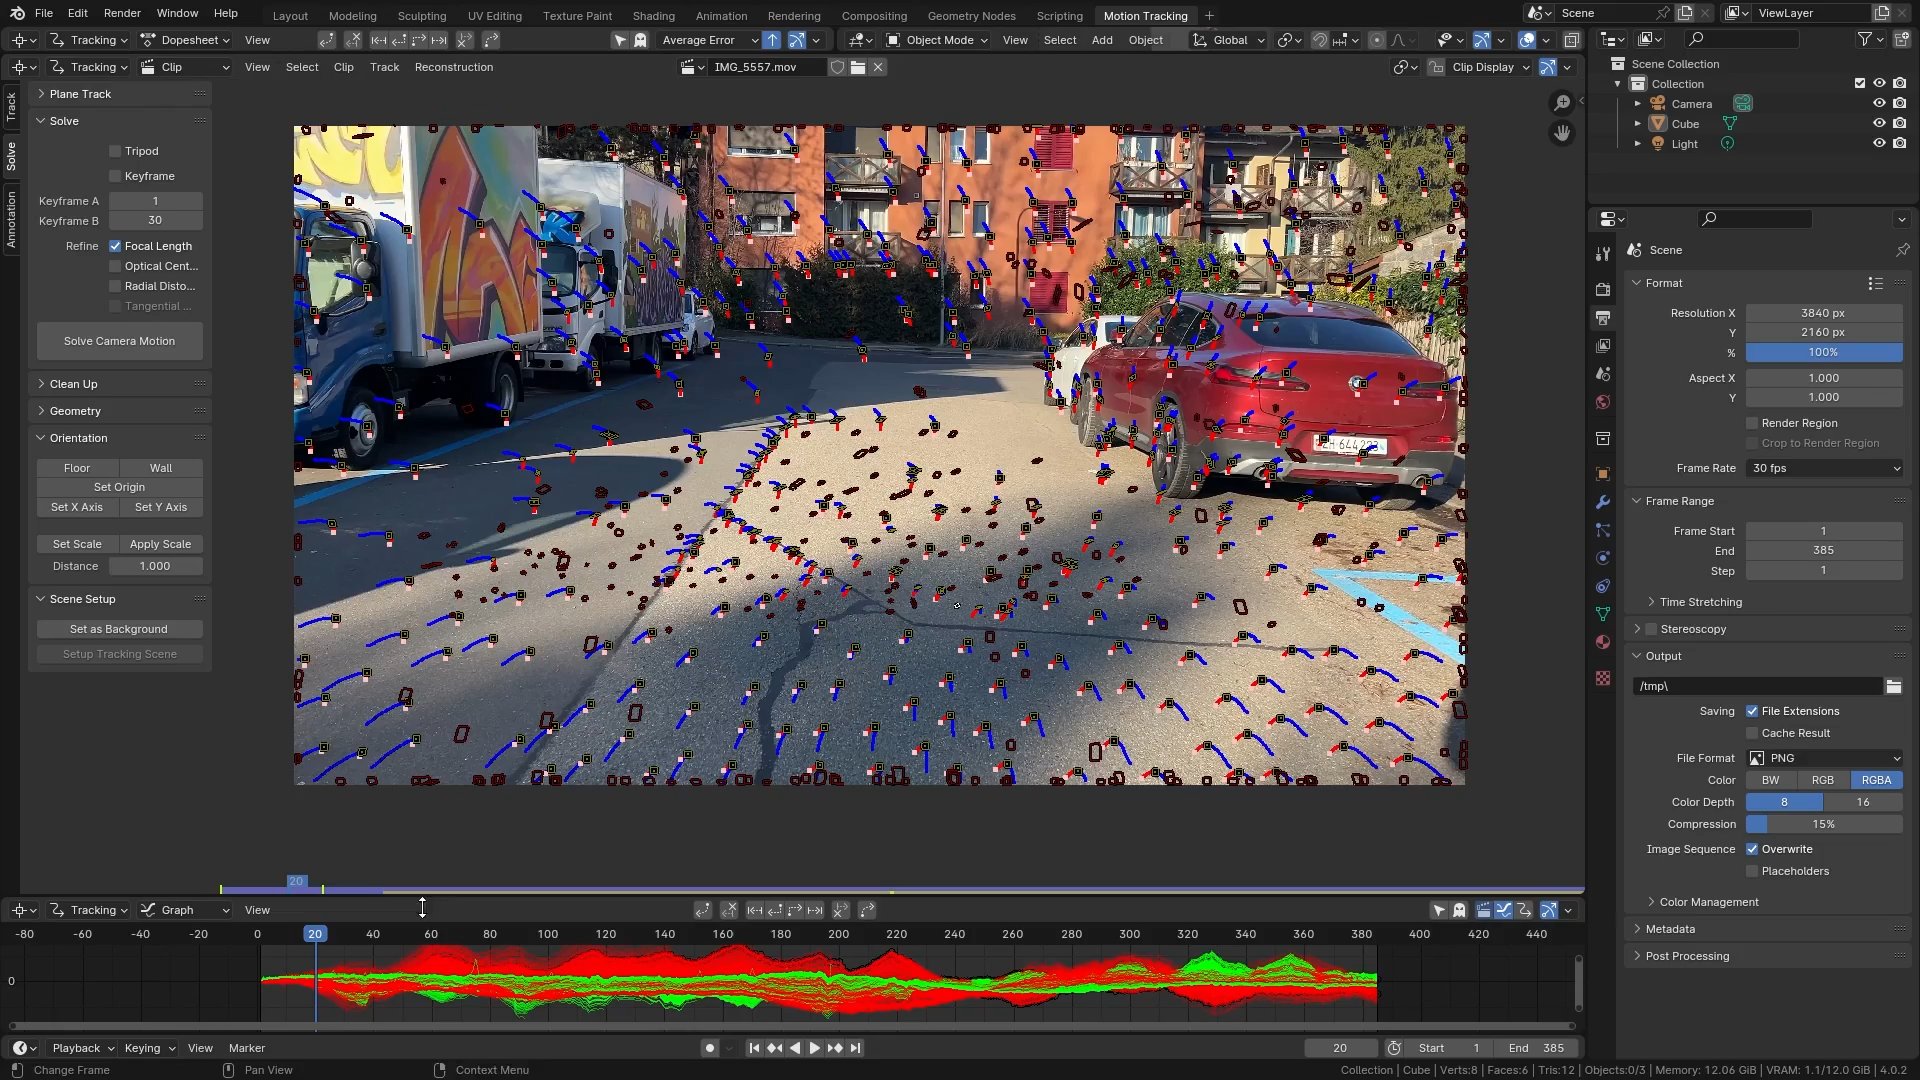 File Edit Render Window Help Layout Modeling Sculpting UV Editing Texture Paint Shading Animation Rendering Compositing Geometry Nodes Scripting Motion Tracking + Scene ViewLayer
Tracking Dopesheet View Average Error Object Mode View Select Add Object Global
Tracking Clip View Select Clip Track Reconstruction IMG_5557.mov Clip Display
Scene Collection
Collection
Camera
Cube
Light
Track
Solve
Annotation
Plane Track
Solve
Tripod
Keyframe
Keyframe A 1
Keyframe B 30
Refine Focal Length
Optical Cent...
Radial Disto...
Tangential ...
Solve Camera Motion
Clean Up
Geometry
Orientation
Floor Wall
Set Origin
Set X Axis Set Y Axis
Set Scale Apply Scale
Distance 1.000
Scene Setup
Set as Background
Setup Tracking Scene
Scene
Format
Resolution X 3840 px
Y 2160 px
% 100%
Aspect X 1.000
Y 1.000
Render Region
Crop to Render Region
Frame Rate 30 fps
Frame Range
Frame Start 1
End 385
Step 1
Time Stretching
Stereoscopy
Output
/tmp\
Saving File Extensions
Cache Result
File Format PNG
Color BW RGB RGBA
Color Depth 8 16
Compression 15%
Image Sequence Overwrite
Placeholders
Color Management
Metadata
Post Processing
20
Tracking Graph View
-80 -60 -40 -20 0 20 40 60 80 100 120 140 160 180 200 220 240 260 280 300 320 340 360 380 400 420 440
0
Playback Keying View Marker 20 Start 1 End 385
Change Frame Pan View Context Menu Collection | Cube | Verts:8 | Faces:6 | Tris:12 | Objects:0/3 | Memory: 12.06 GiB | VRAM: 1.1/12.0 GiB | 4.0.2